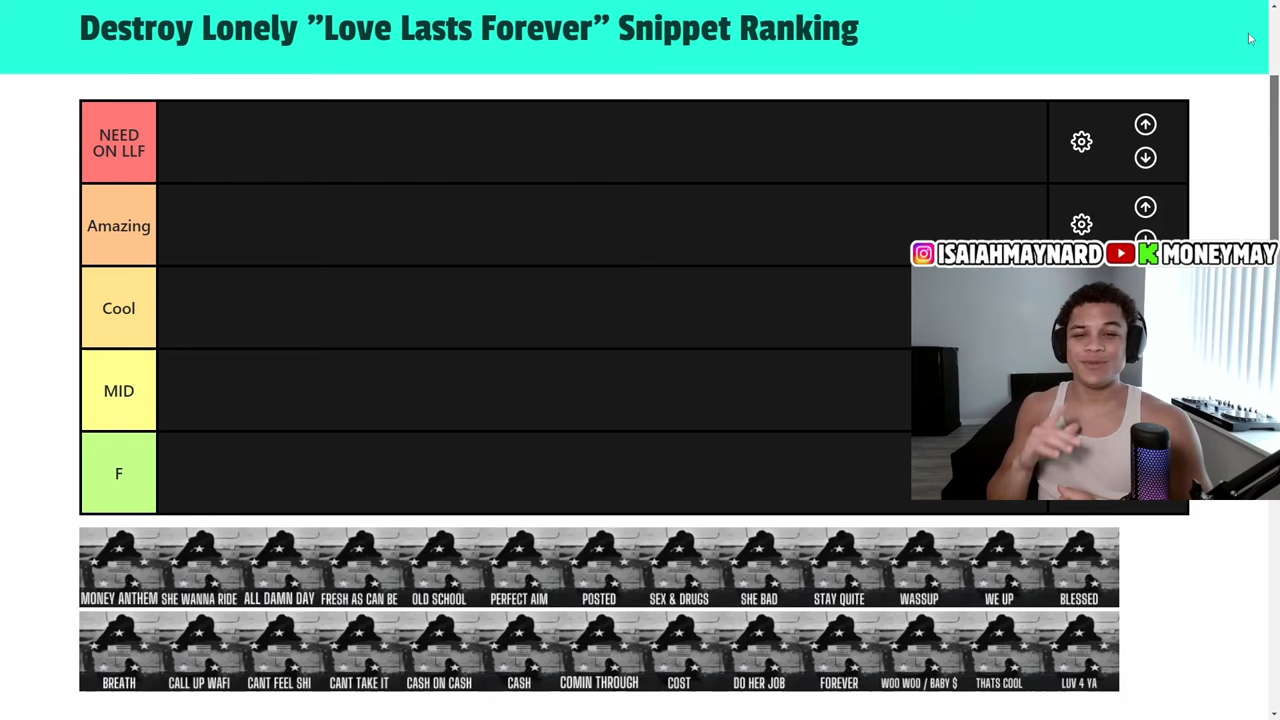 Destroy Lonely "Love Lasts Forever" Snippet Ranking
NEED
ON LLF
Amazing
ISAIAHMAYNARD K MONEYMAY
Cool
MID
F
MONEY ANTHEM SHE WANNA RIDE ALL DAMN DAY FRESH AS CAN BE OLD SCHOOL PERFECT AIM POSTED SEX & DRUGS SHE BAD STAY QUITE WASSUP WE UP BLESSED
BREATH CALL UP WAFI CANT FEEL SHI CANT TAKE IT CASH ON CASH CASH COMIN THROUGH COST DO HER JOB FOREVER WOO WOO / BABY $ THATS COOL LUV 4 YA